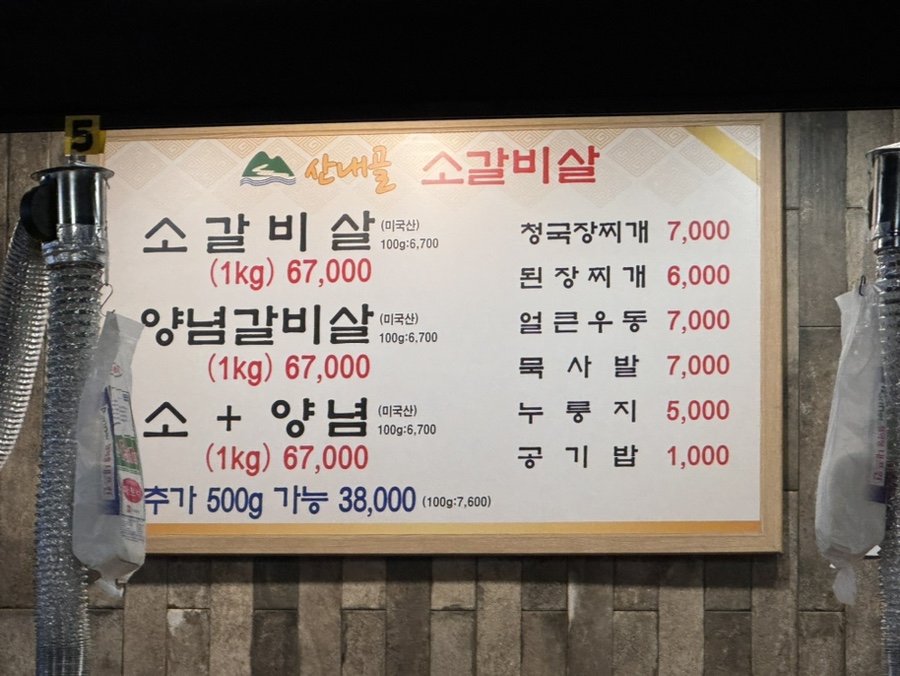 5
산내골 소갈비살
소갈비살 (미국산)
100g:6,700
(1kg) 67,000
양념갈비살 (미국산)
100g:6,700
(1kg) 67,000
소 + 양념 (미국산)
100g:6,700
(1kg) 67,000
추가 500g 가능 38,000 (100g:7,600)
청국장찌개 7,000
된장찌개 6,000
얼큰우동 7,000
묵사발 7,000
누룽지 5,000
공기밥 1,000